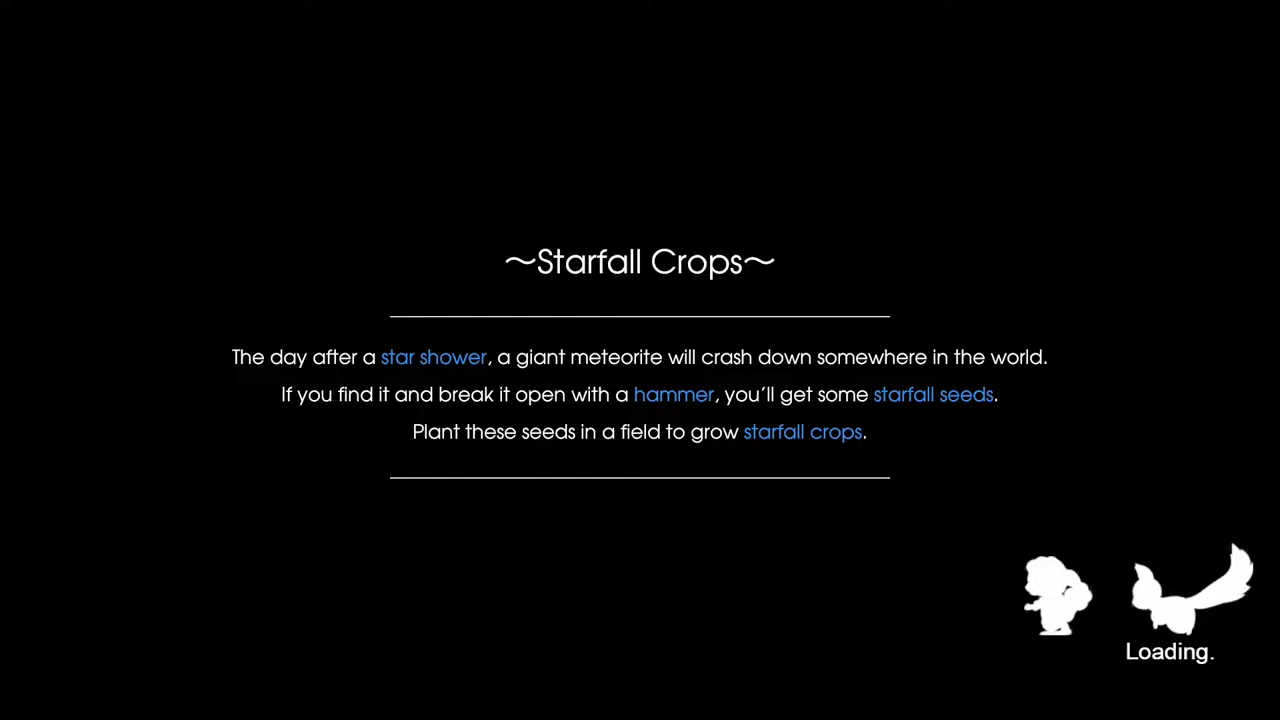 ～Starfall Crops～
The day after a star shower, a giant meteorite will crash down somewhere in the world.
If you find it and break it open with a hammer, you’ll get some starfall seeds.
Plant these seeds in a field to grow starfall crops.
Loading.